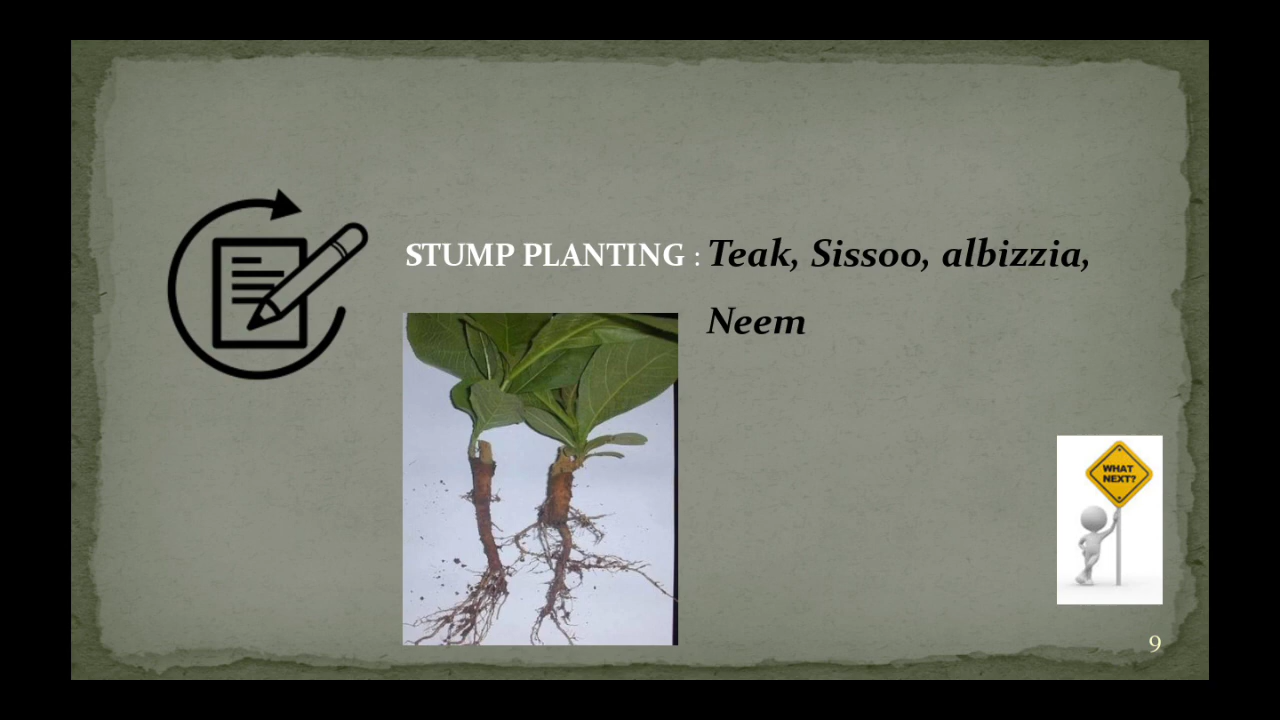 STUMP PLANTING : Teak, Sissoo, albizzia,
Neem
WHAT
NEXT?
9